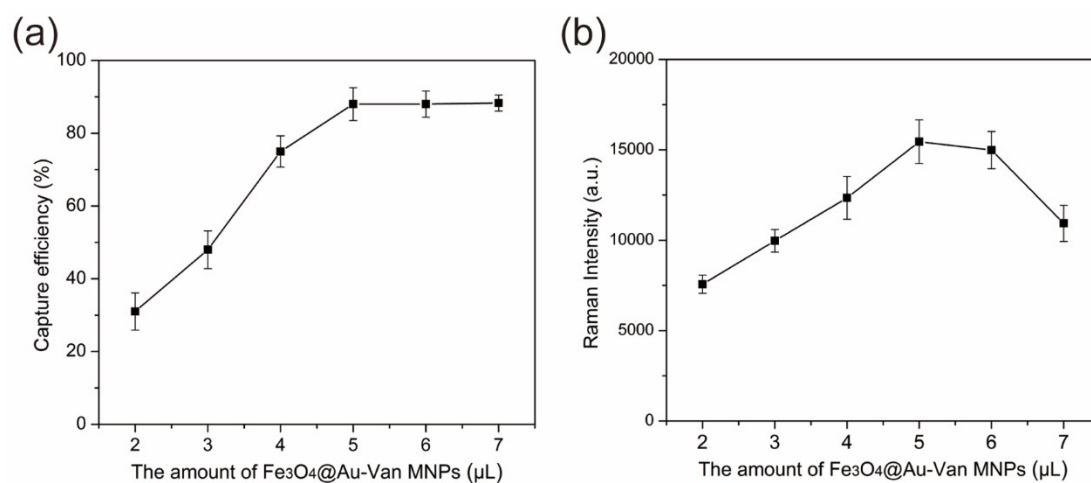 (a)
100
80
60
40
20
0
Capture efficiency (%)
2 3 4 5 6 7
The amount of Fe₃O₄@Au-Van MNPs (µL)
(b)
20000
15000
10000
5000
0
Raman Intensity (a.u.)
2 3 4 5 6 7
The amount of Fe₃O₄@Au-Van MNPs (µL)